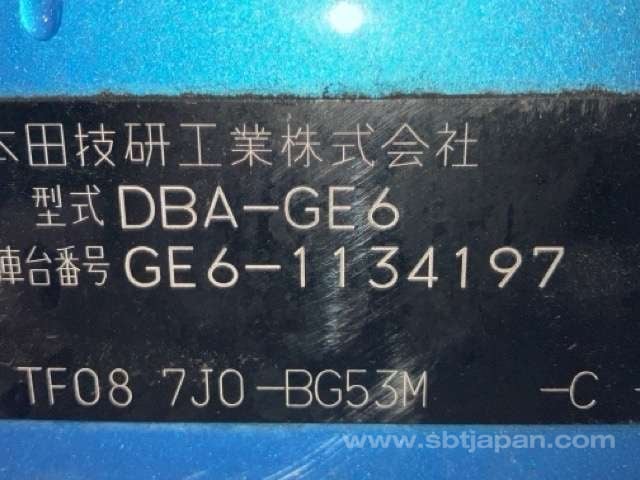 本田技研工業株式会社
型式 DBA-GE6
車台番号 GE6-1134197
TF08 7J0-BG53M -C
www.sbtjapan.com